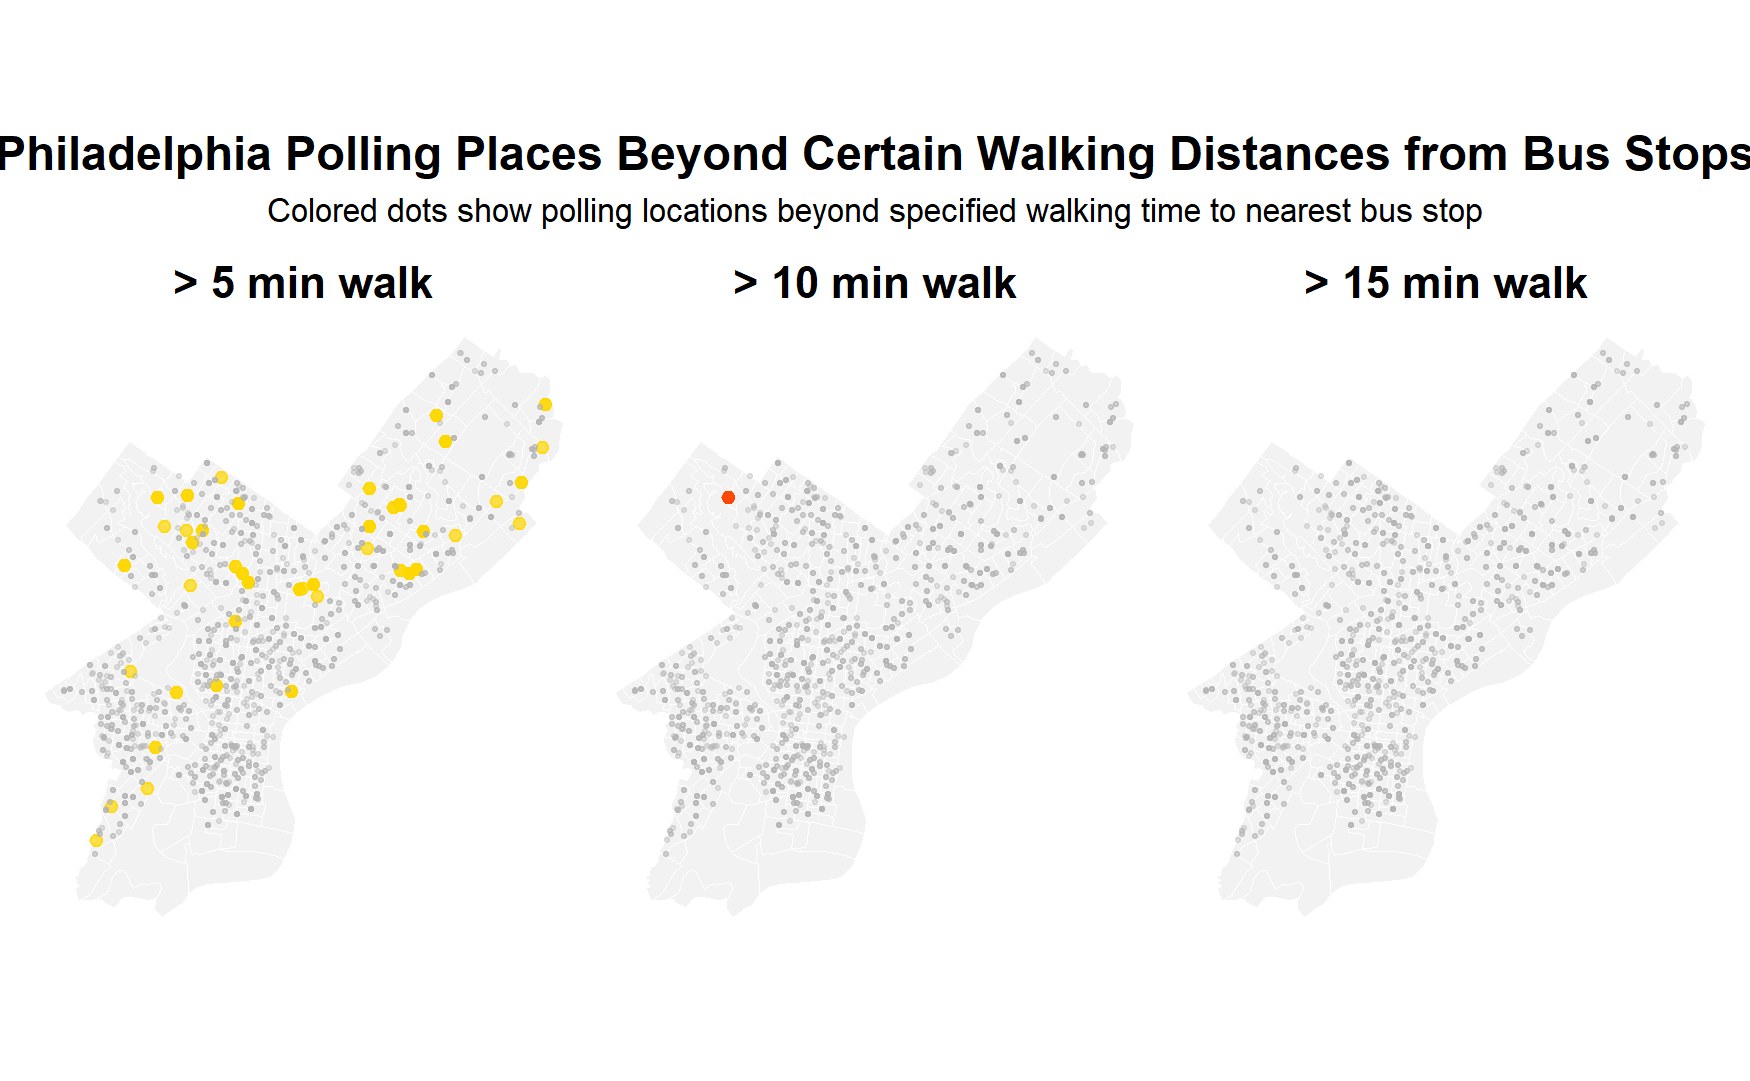 Philadelphia Polling Places Beyond Certain Walking Distances from Bus Stops
Colored dots show polling locations beyond specified walking time to nearest bus stop
> 5 min walk
> 10 min walk
> 15 min walk